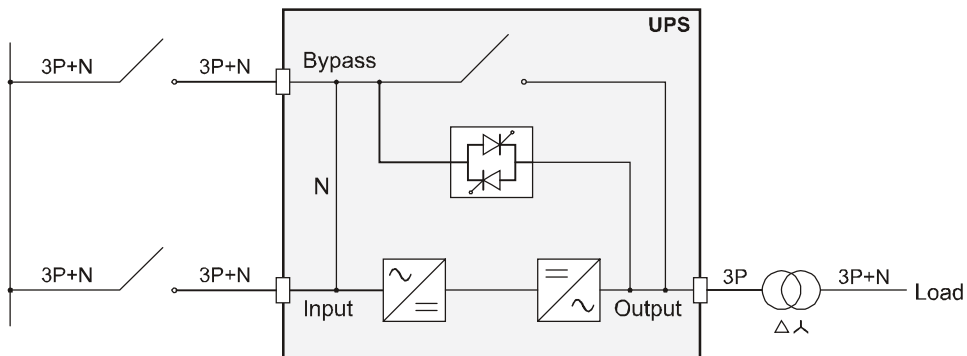 UPS
3P+N 3P+N Bypass
N
3P+N 3P+N Input Output 3P 3P+N Load